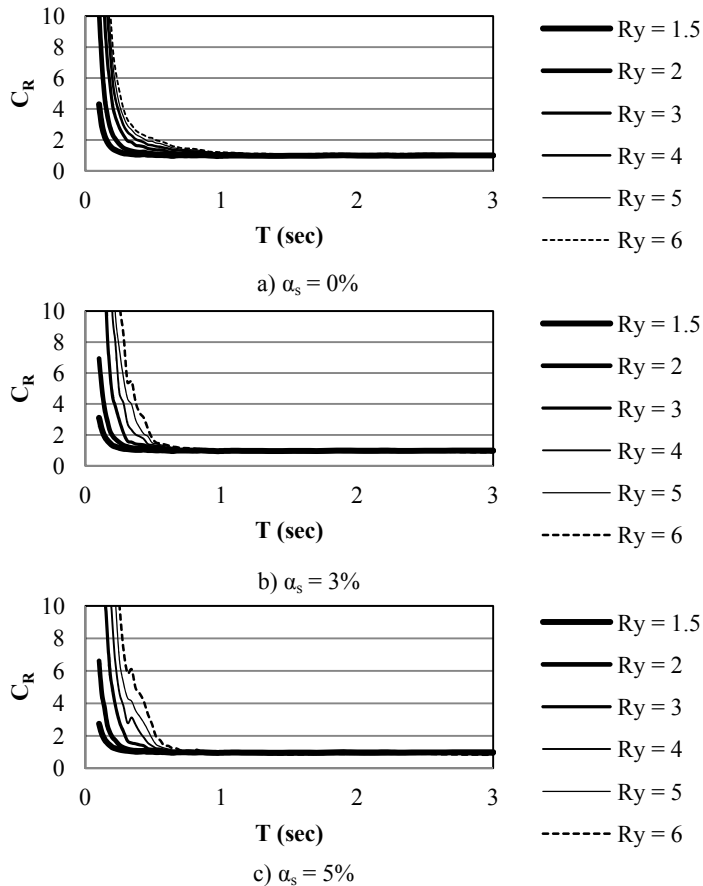 10
8
6
4
2
0
C_R
0 1 2 3
T (sec)
a) α_s = 0%
Ry = 1.5
Ry = 2
Ry = 3
Ry = 4
Ry = 5
Ry = 6
10
8
6
4
2
0
C_R
0 1 2 3
T (sec)
b) α_s = 3%
Ry = 1.5
Ry = 2
Ry = 3
Ry = 4
Ry = 5
Ry = 6
10
8
6
4
2
0
C_R
0 1 2 3
T (sec)
c) α_s = 5%
Ry = 1.5
Ry = 2
Ry = 3
Ry = 4
Ry = 5
Ry = 6